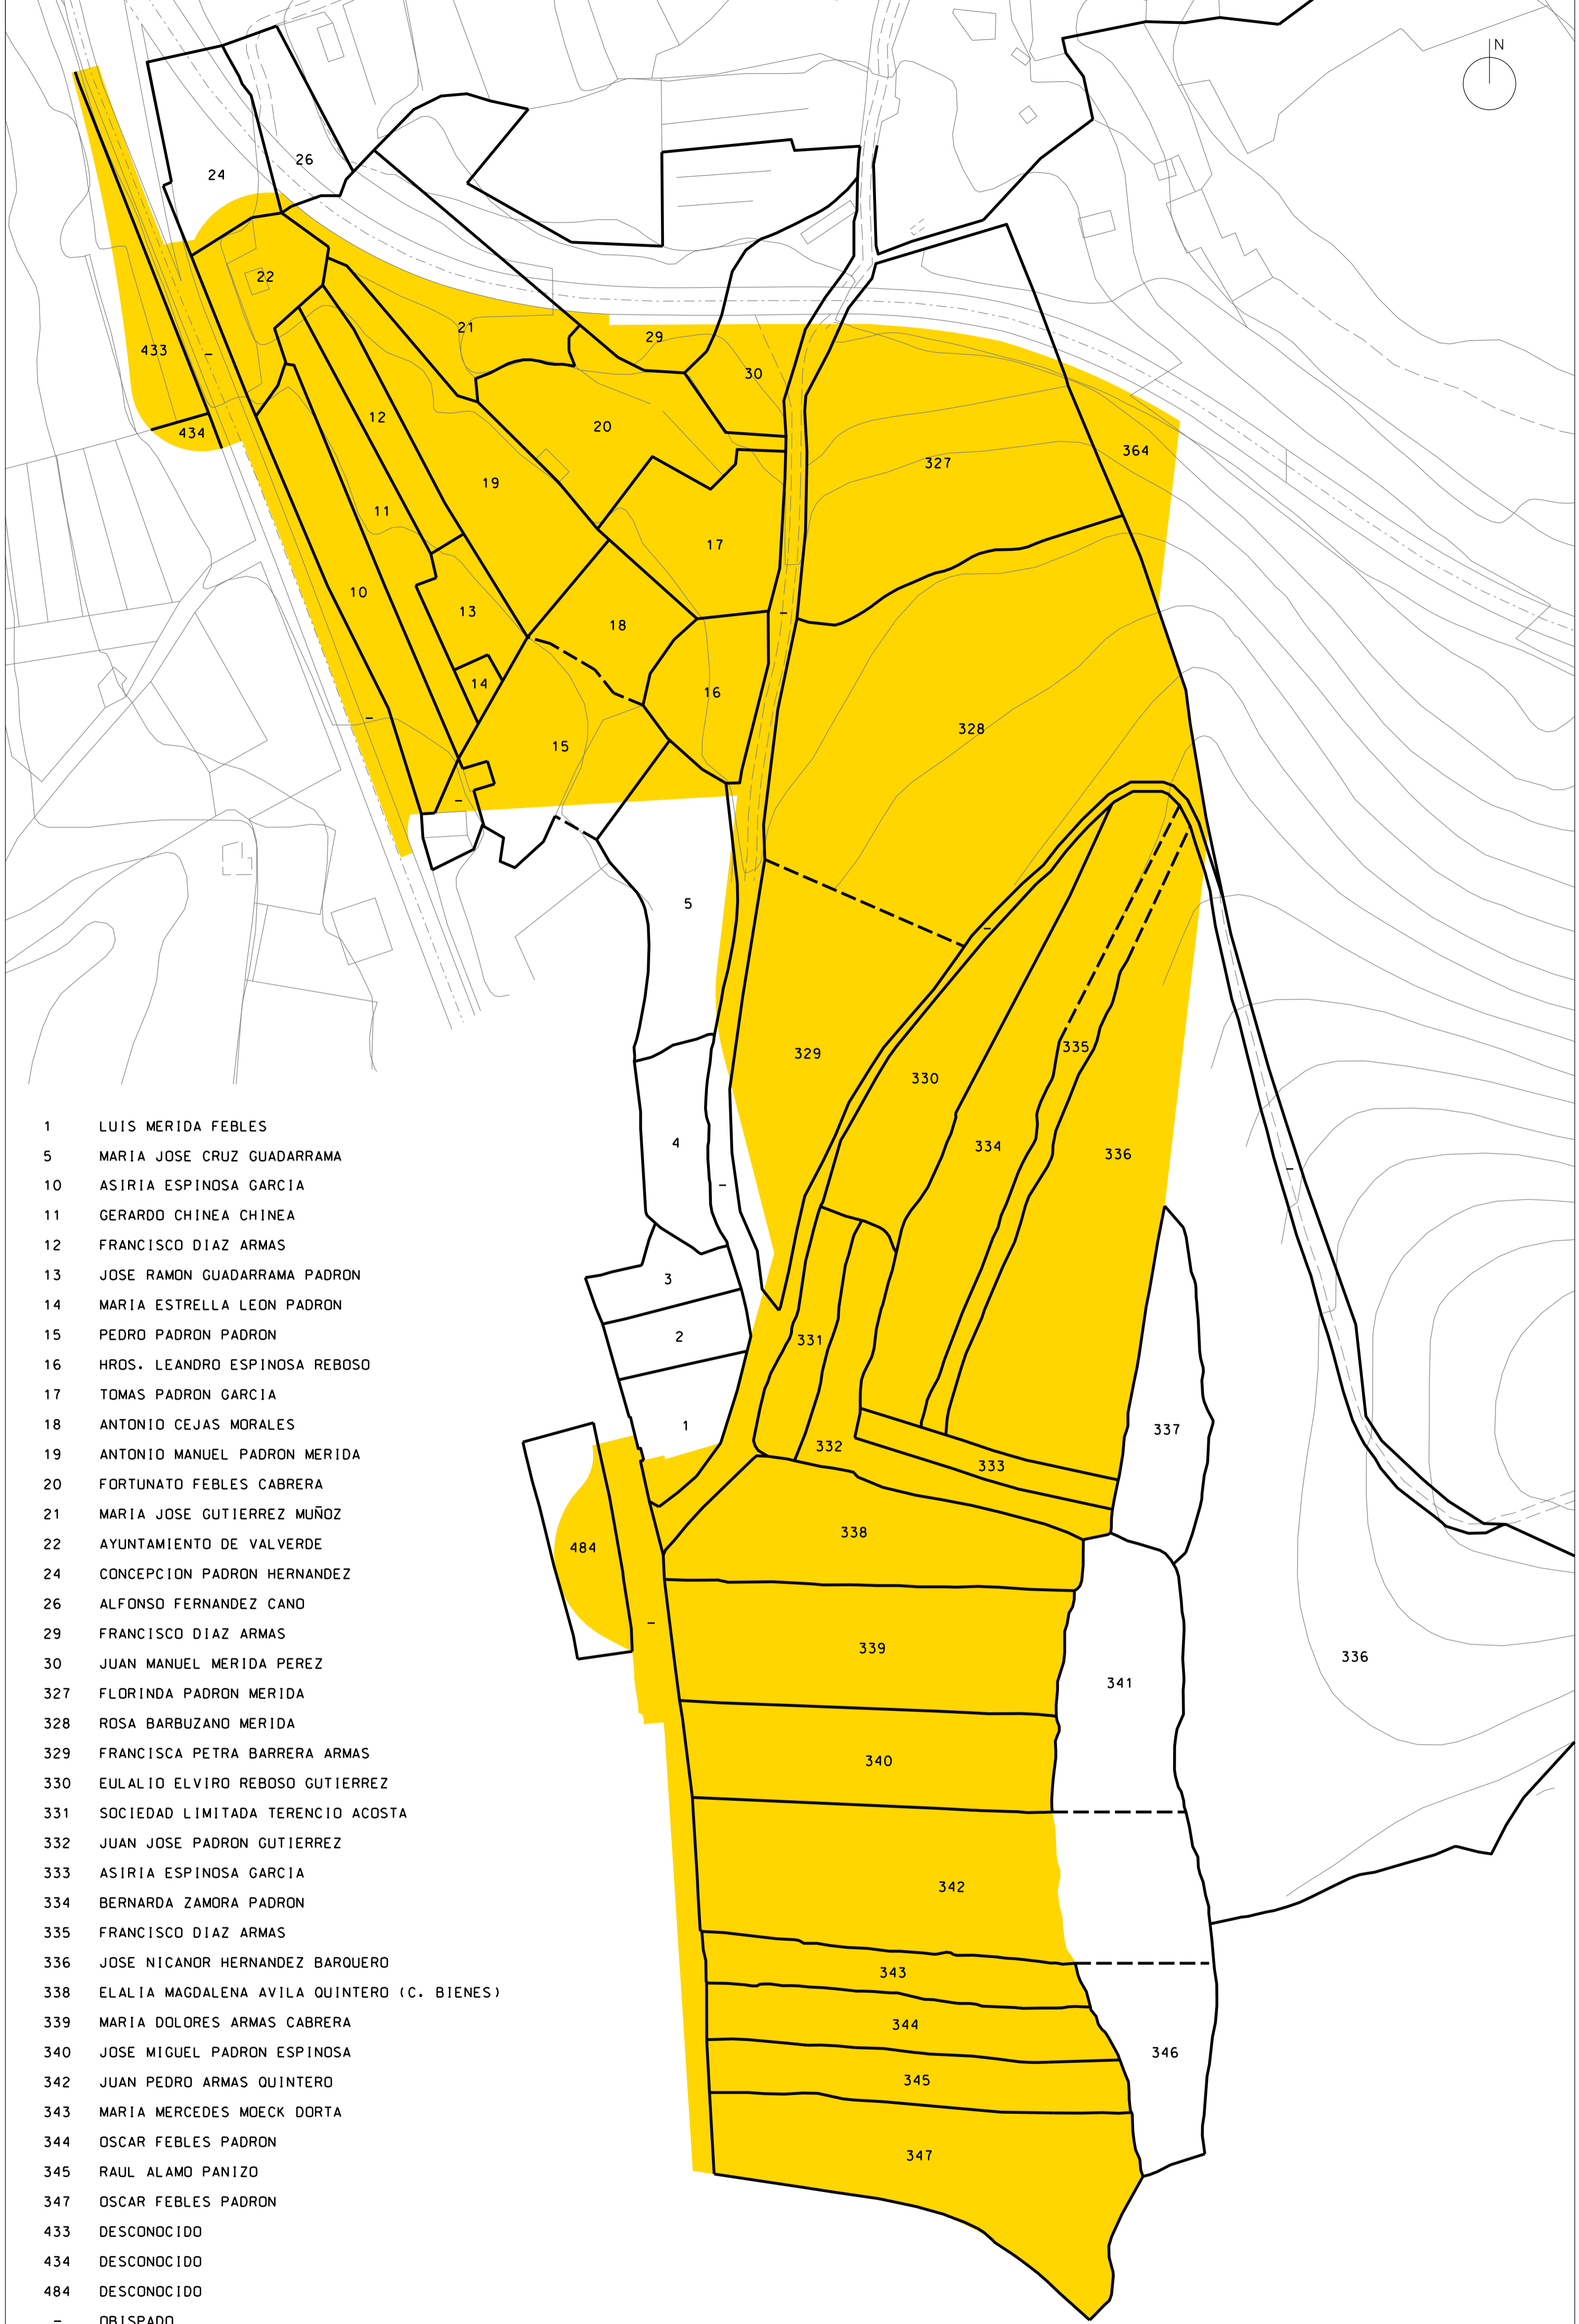 N
26
24
22
21
29
433
-
30
12
20
434
364
327
19
11
17
10
-
13
18
14
16
-
328
15
-
5
-
329
335
330
1 LUIS MERIDA FEBLES
4
334
336
5 MARIA JOSE CRUZ GUADARRAMA
-
10 ASIRIA ESPINOSA GARCIA
-
11 GERARDO CHINEA CHINEA
12 FRANCISCO DIAZ ARMAS
13 JOSE RAMON GUADARRAMA PADRON
3
14 MARIA ESTRELLA LEON PADRON
15 PEDRO PADRON PADRON
2
331
16 HROS. LEANDRO ESPINOSA REBOSO
17 TOMAS PADRON GARCIA
18 ANTONIO CEJAS MORALES
1
337
19 ANTONIO MANUEL PADRON MERIDA
332
333
20 FORTUNATO FEBLES CABRERA
21 MARIA JOSE GUTIERREZ MUÑOZ
338
22 AYUNTAMIENTO DE VALVERDE
484
24 CONCEPCION PADRON HERNANDEZ
26 ALFONSO FERNANDEZ CANO
-
29 FRANCISCO DIAZ ARMAS
339
336
30 JUAN MANUEL MERIDA PEREZ
341
327 FLORINDA PADRON MERIDA
328 ROSA BARBUZANO MERIDA
329 FRANCISCA PETRA BARRERA ARMAS
340
330 EULALIO ELVIRO REBOSO GUTIERREZ
331 SOCIEDAD LIMITADA TERENCIO ACOSTA
332 JUAN JOSE PADRON GUTIERREZ
333 ASIRIA ESPINOSA GARCIA
342
334 BERNARDA ZAMORA PADRON
335 FRANCISCO DIAZ ARMAS
336 JOSE NICANOR HERNANDEZ BARQUERO
343
338 ELALIA MAGDALENA AVILA QUINTERO (C. BIENES)
339 MARIA DOLORES ARMAS CABRERA
344
340 JOSE MIGUEL PADRON ESPINOSA
346
342 JUAN PEDRO ARMAS QUINTERO
345
343 MARIA MERCEDES MOECK DORTA
344 OSCAR FEBLES PADRON
347
345 RAUL ALAMO PANIZO
347 OSCAR FEBLES PADRON
433 DESCONOCIDO
434 DESCONOCIDO
484 DESCONOCIDO
- OBISPADO